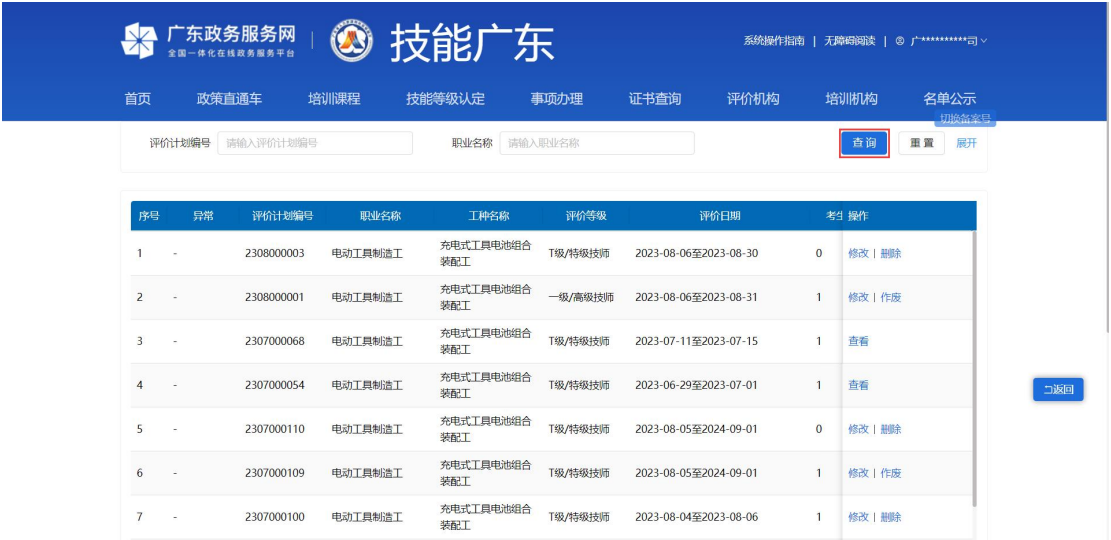 广东政务服务网
全国一体化在线政务服务平台
技能广东
系统操作指南 | 无障碍阅读 | 广**********司
首页 政策直通车 培训课程 技能等级认定 事项办理 证书查询 评价机构 培训机构 名单公示
切换备案号
评价计划编号 请输入评价计划编号 职业名称 请输入职业名称 查询 重置 展开
序号 异常 评价计划编号 职业名称 工种名称 评价等级 评价日期 考生 操作
1 - 2308000003 电动工具制造工 充电式工具电池组合 T级/特级技师 2023-08-06至2023-08-30 0 修改 | 删除
装配工
2 - 2308000001 电动工具制造工 充电式工具电池组合 一级/高级技师 2023-08-06至2023-08-31 1 修改 | 作废
装配工
3 - 2307000068 电动工具制造工 充电式工具电池组合 T级/特级技师 2023-07-11至2023-07-15 1 查看
装配工
4 - 2307000054 电动工具制造工 充电式工具电池组合 T级/特级技师 2023-06-29至2023-07-01 1 查看
装配工
返回
5 - 2307000110 电动工具制造工 充电式工具电池组合 T级/特级技师 2023-08-05至2024-09-01 0 修改 | 删除
装配工
6 - 2307000109 电动工具制造工 充电式工具电池组合 T级/特级技师 2023-08-05至2024-09-01 1 修改 | 作废
装配工
7 - 2307000100 电动工具制造工 充电式工具电池组合 T级/特级技师 2023-08-04至2023-08-06 1 修改 | 删除
装配工